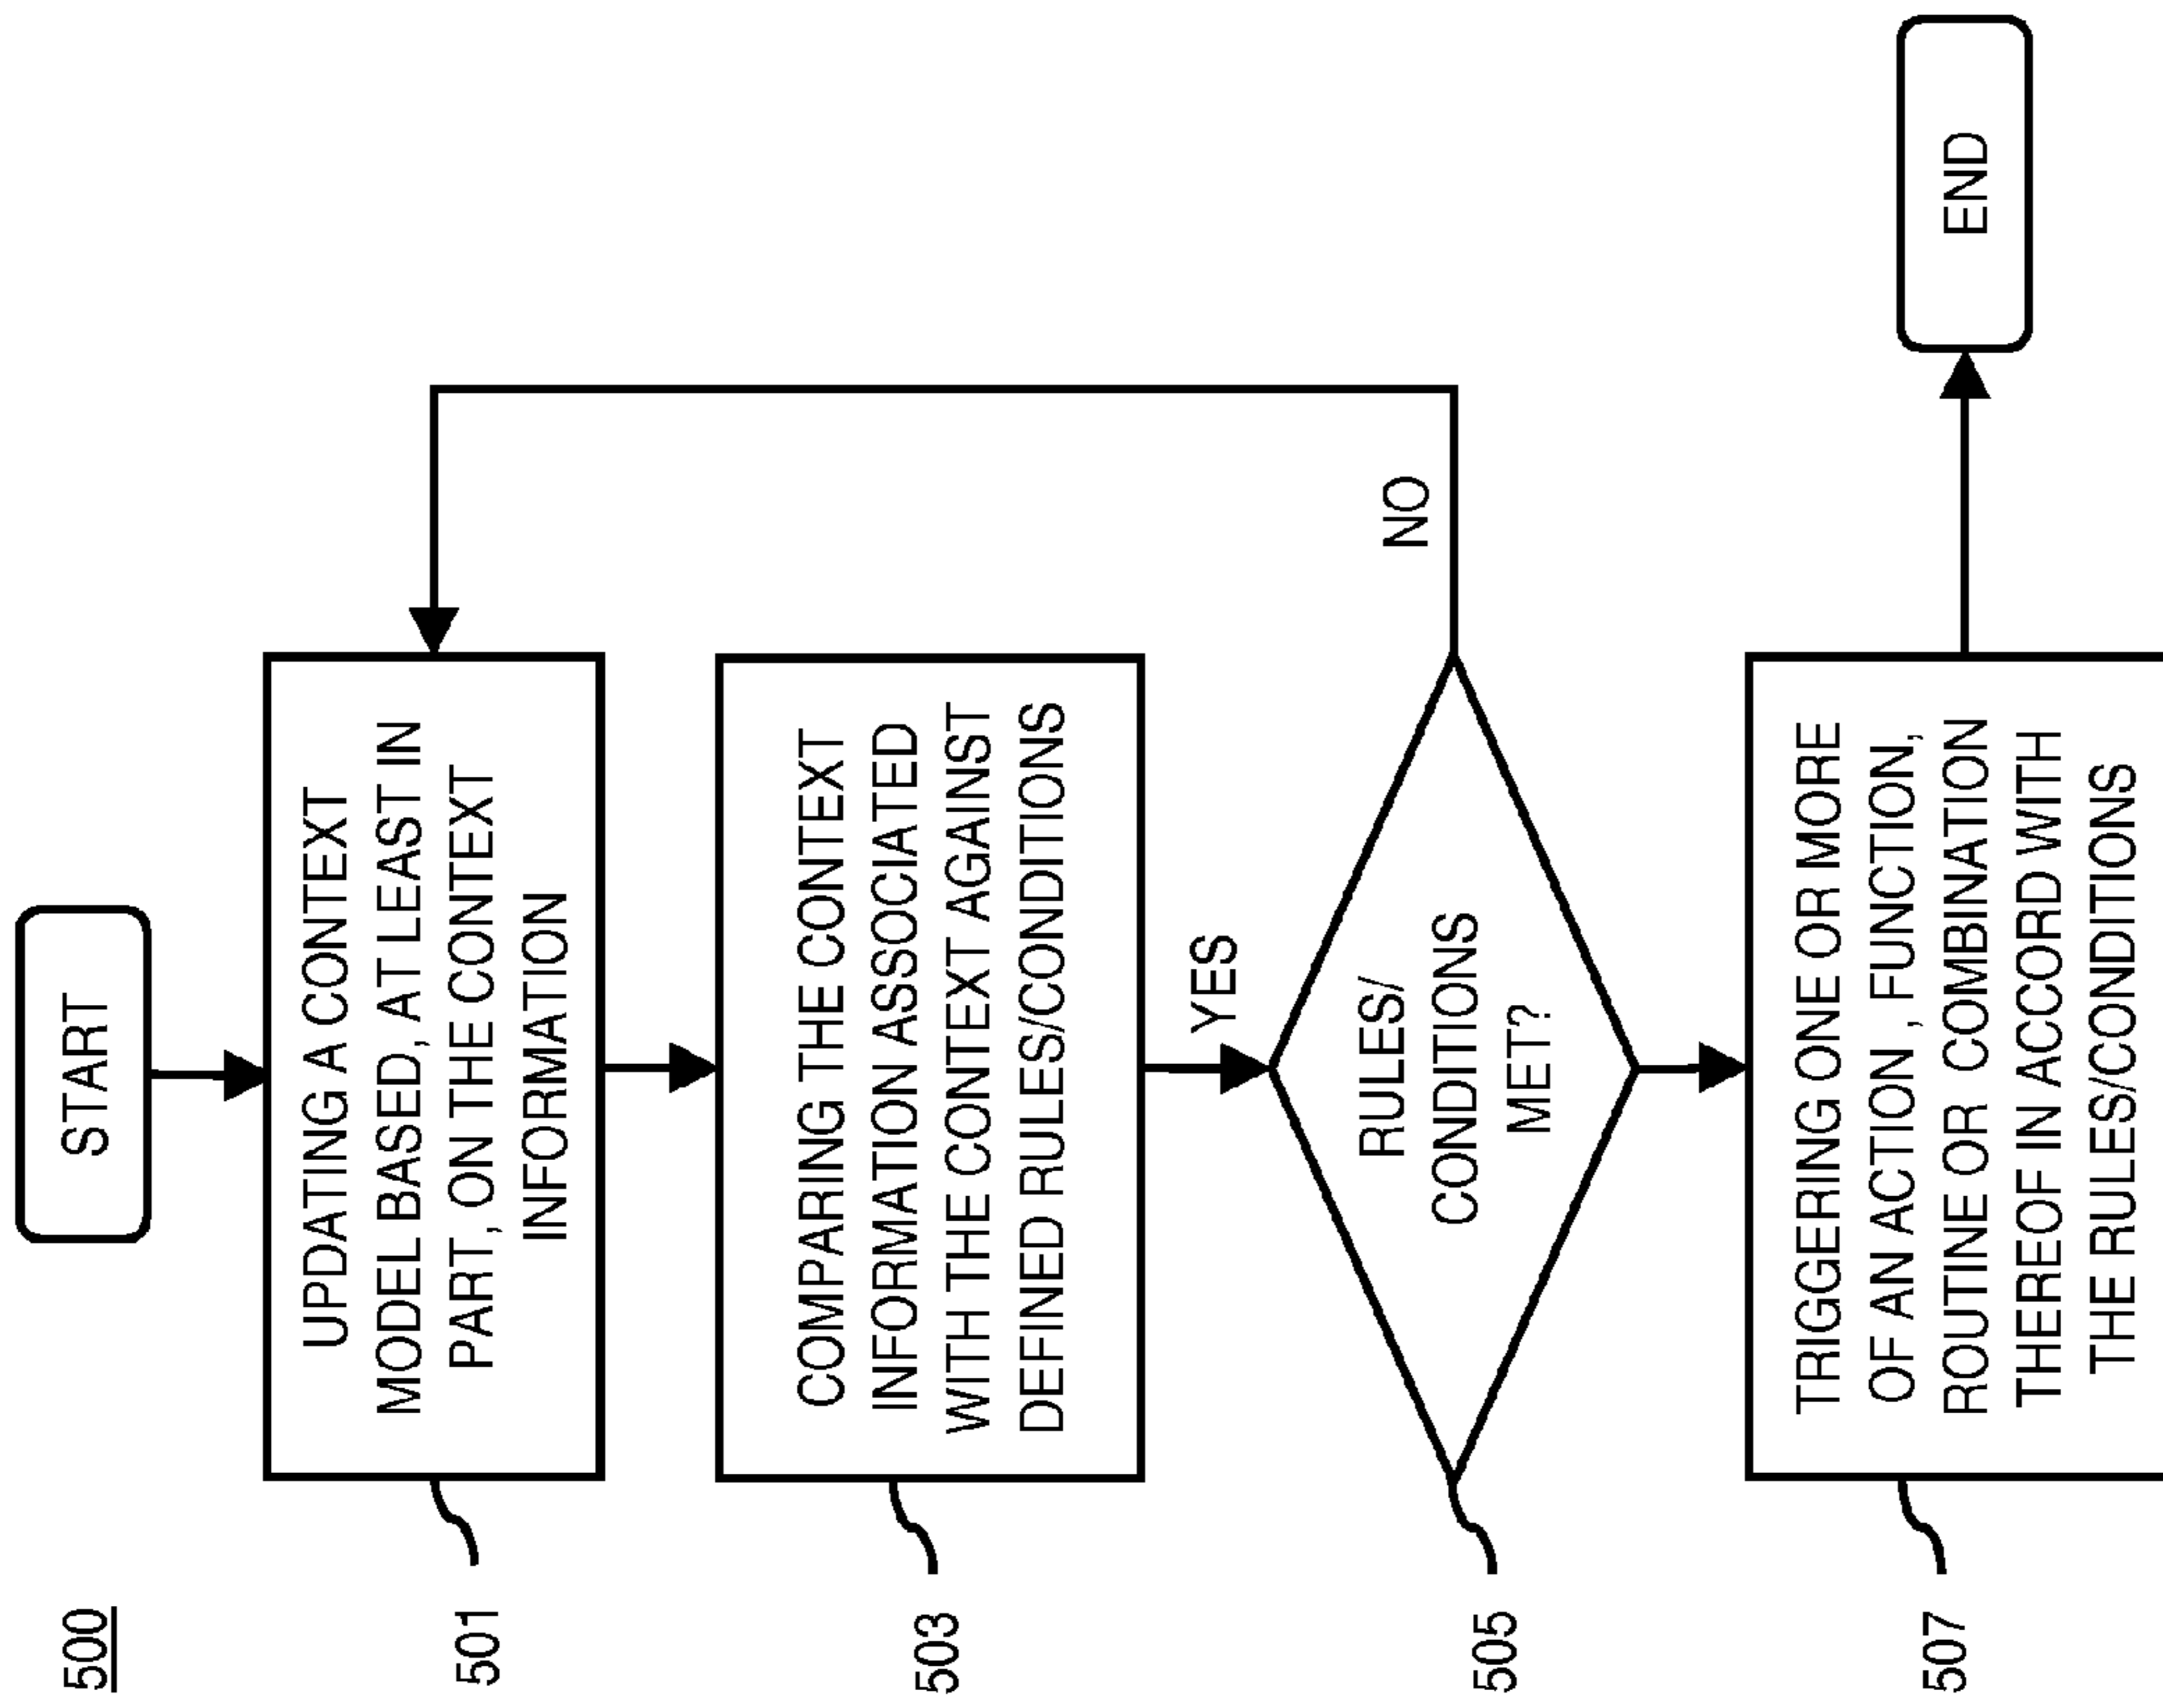 500
START
501
UPDATING A CONTEXT
MODEL BASED, AT LEAST IN
PART, ON THE CONTEXT
INFORMATION
503
COMPARING THE CONTEXT
INFORMATION ASSOCIATED
WITH THE CONTEXT AGAINST
DEFINED RULES/CONDITIONS
YES
505
RULES/
CONDITIONS
MET?
NO
507
TRIGGERING ONE OR MORE
OF AN ACTION , FUNCTION,
ROUTINE OR COMBINATION
THEREOF IN ACCORD WITH
THE RULES/CONDITIONS
END